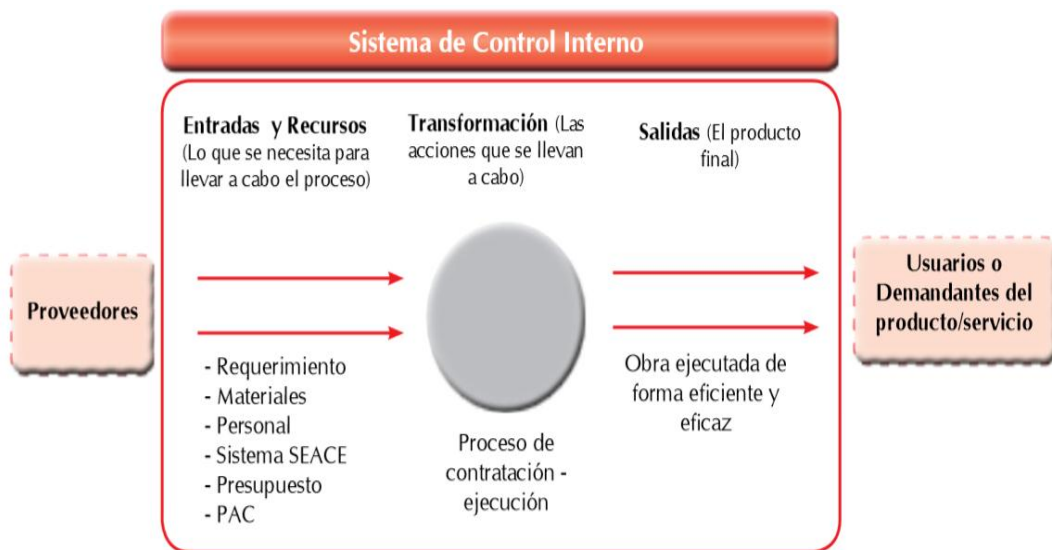 Sistema de Control Interno
Entradas y Recursos
(Lo que se necesita para
llevar a cabo el proceso)
Transformación (Las
acciones que se llevan
a cabo)
Salidas (El producto
final)
Proveedores
- Requerimiento
- Materiales
- Personal
- Sistema SEACE
- Presupuesto
- PAC
Proceso de
contratación -
ejecución
Obra ejecutada de
forma eficiente y
eficaz
Usuarios o
Demandantes del
producto/servicio